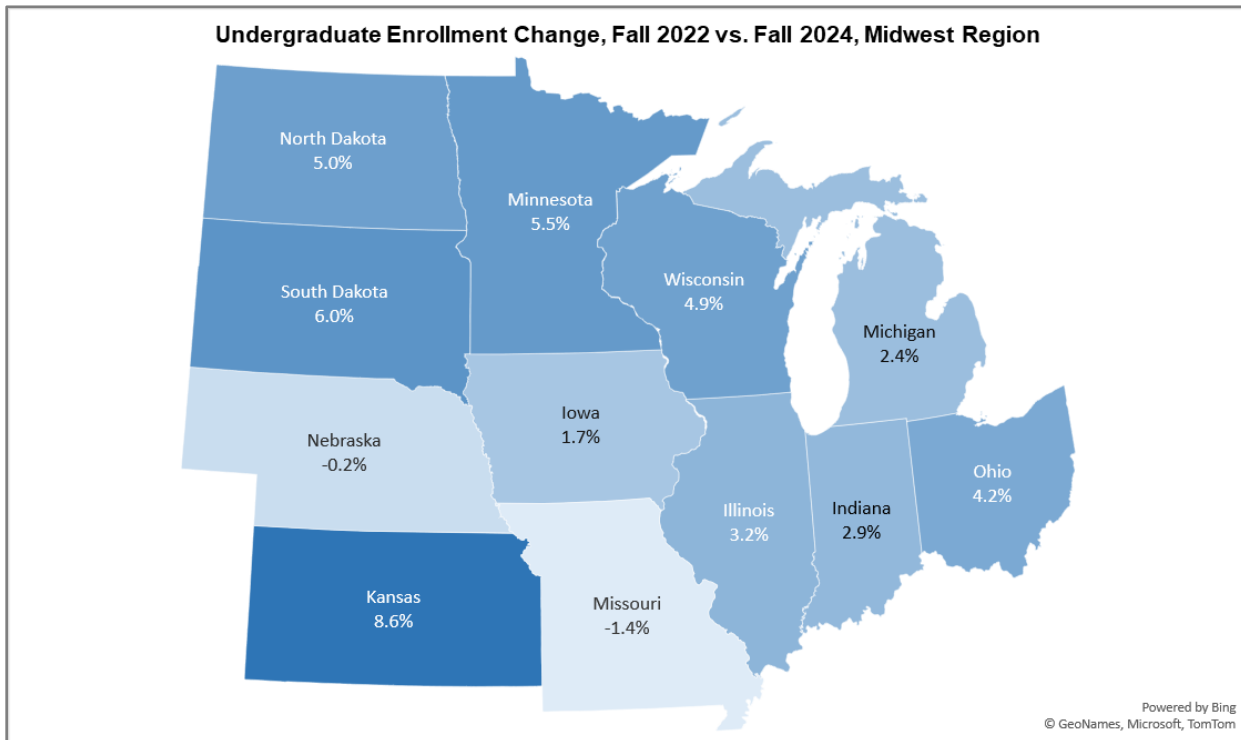 Undergraduate Enrollment Change, Fall 2022 vs. Fall 2024, Midwest Region
North Dakota
5.0%
Minnesota
5.5%
Wisconsin
4.9%
South Dakota
6.0%
Michigan
2.4%
Iowa
1.7%
Nebraska
-0.2%
Ohio
4.2%
Illinois
3.2%
Indiana
2.9%
Kansas
8.6%
Missouri
-1.4%
Powered by Bing
© GeoNames, Microsoft, TomTom